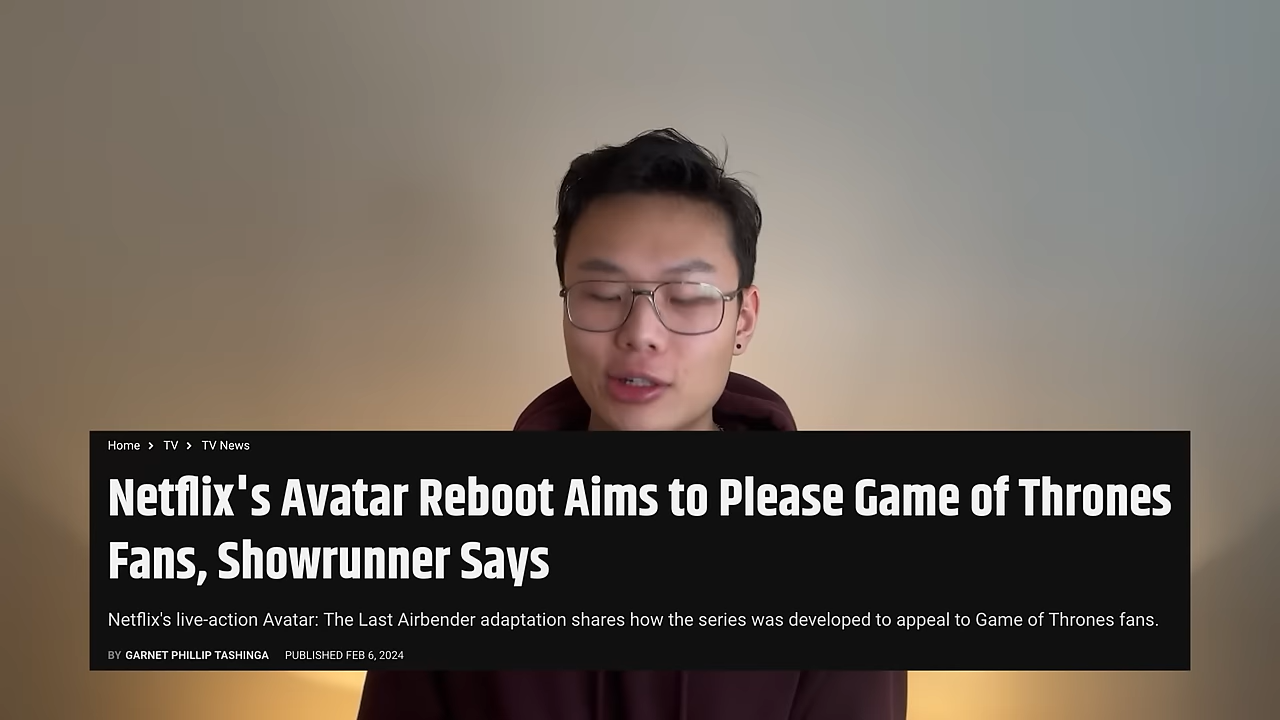 Home > TV > TV News
Netflix's Avatar Reboot Aims to Please Game of Thrones
Fans, Showrunner Says
Netflix's live-action Avatar: The Last Airbender adaptation shares how the series was developed to appeal to Game of Thrones fans.
BY GARNET PHILLIP TASHINGA PUBLISHED FEB 6, 2024